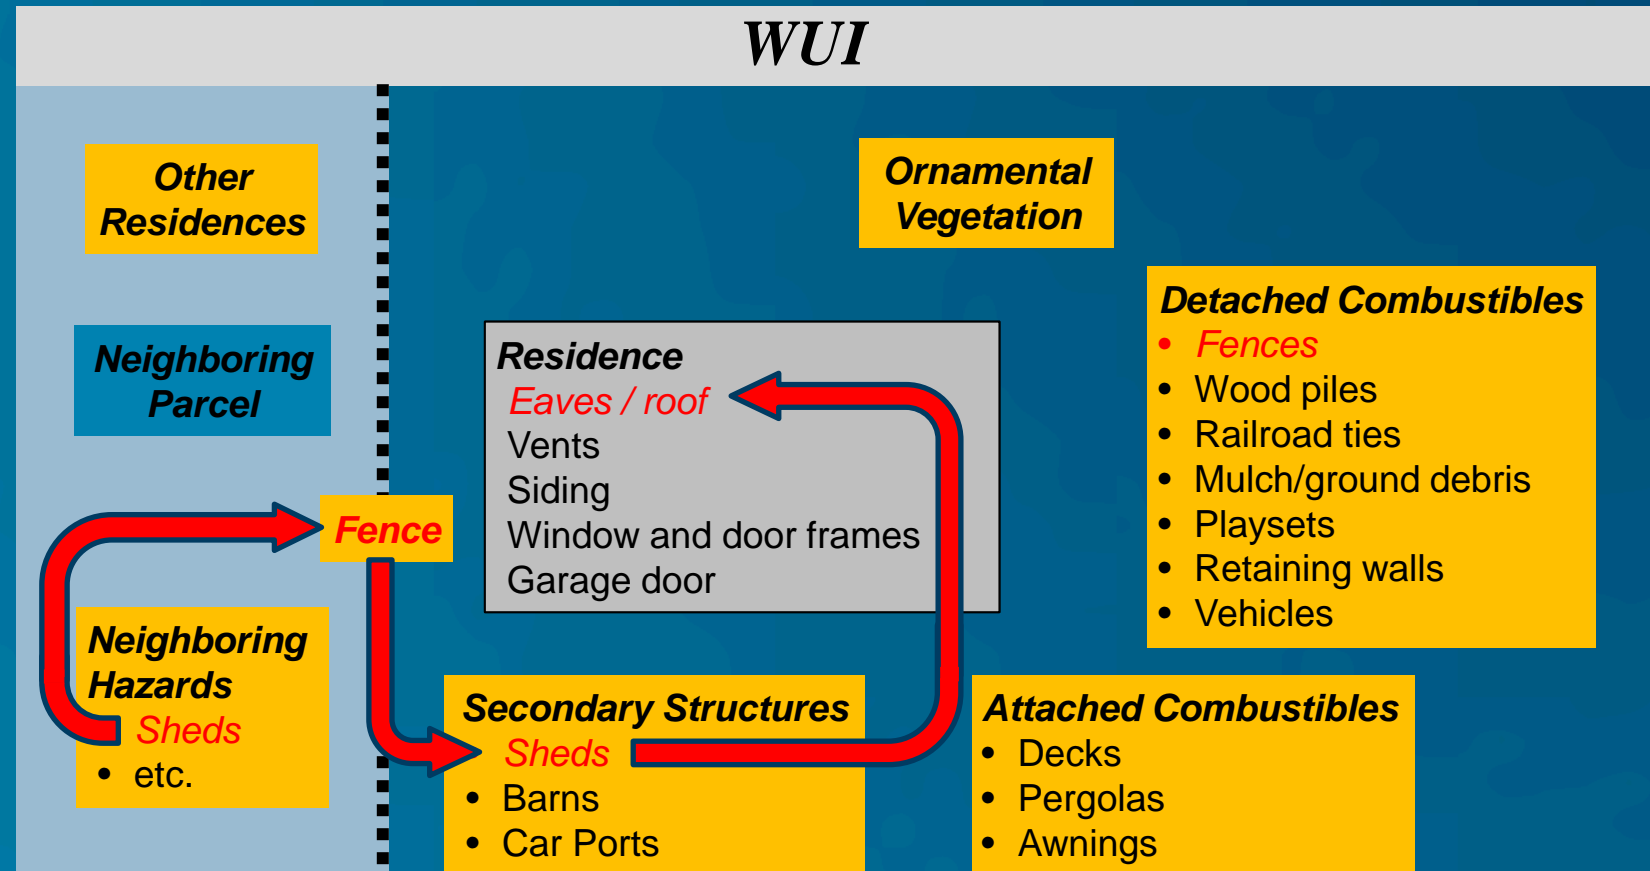 WUI
Other
Residences
Neighboring
Parcel
Fence
Neighboring
Hazards
Sheds
• etc.
Ornamental
Vegetation
Residence
Eaves / roof
Vents
Siding
Window and door frames
Garage door
Secondary Structures
Sheds
• Barns
• Car Ports
Detached Combustibles
• Fences
• Wood piles
• Railroad ties
• Mulch/ground debris
• Playsets
• Retaining walls
• Vehicles
Attached Combustibles
• Decks
• Pergolas
• Awnings